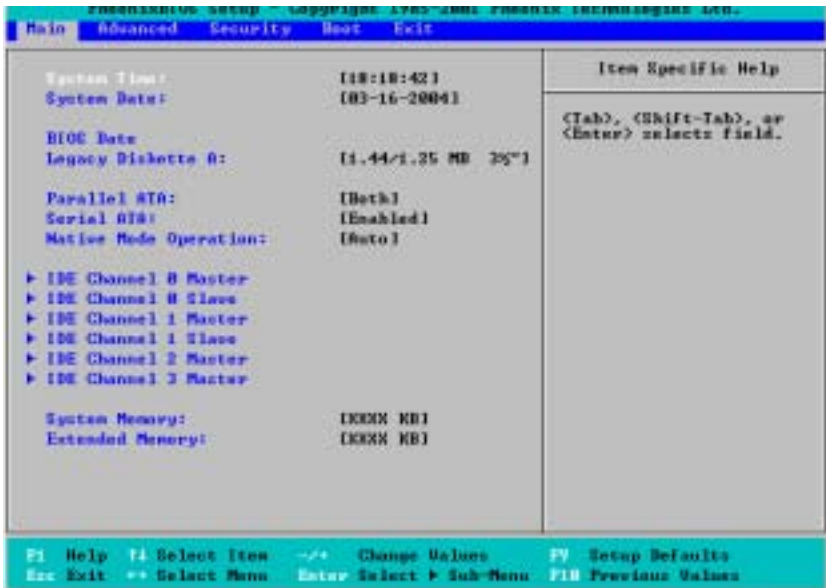 PhoenixBIOS Setup - Copyright 1985-2001 Phoenix Technologies Ltd.
Main Advanced Security Boot Exit
System Time: [18:18:42]
System Date: [03-16-2004]
BIOS Date
Legacy Diskette A: [1.44/1.25 MB 3½"]
Parallel ATA: [Both]
Serial ATA: [Enabled]
Native Mode Operation: [Auto]
▶ IDE Channel 0 Master
▶ IDE Channel 0 Slave
▶ IDE Channel 1 Master
▶ IDE Channel 1 Slave
▶ IDE Channel 2 Master
▶ IDE Channel 3 Master
System Memory: [XXXX KB]
Extended Memory: [XXXX KB]
Item Specific Help
<Tab>, <Shift-Tab>, or
<Enter> selects field.
F1 Help ↑↓ Select Item -/+ Change Values F9 Setup Defaults
Esc Exit ↔ Select Menu Enter Select ▶ Sub-Menu F10 Previous Values